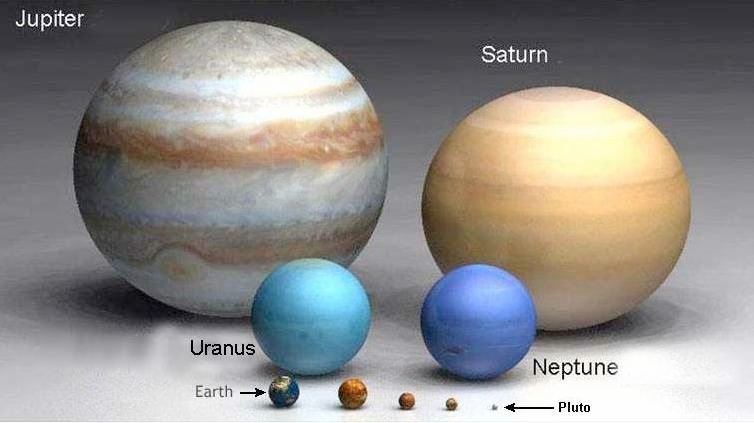 Jupiter
Saturn
Uranus
Neptune
Earth
Pluto